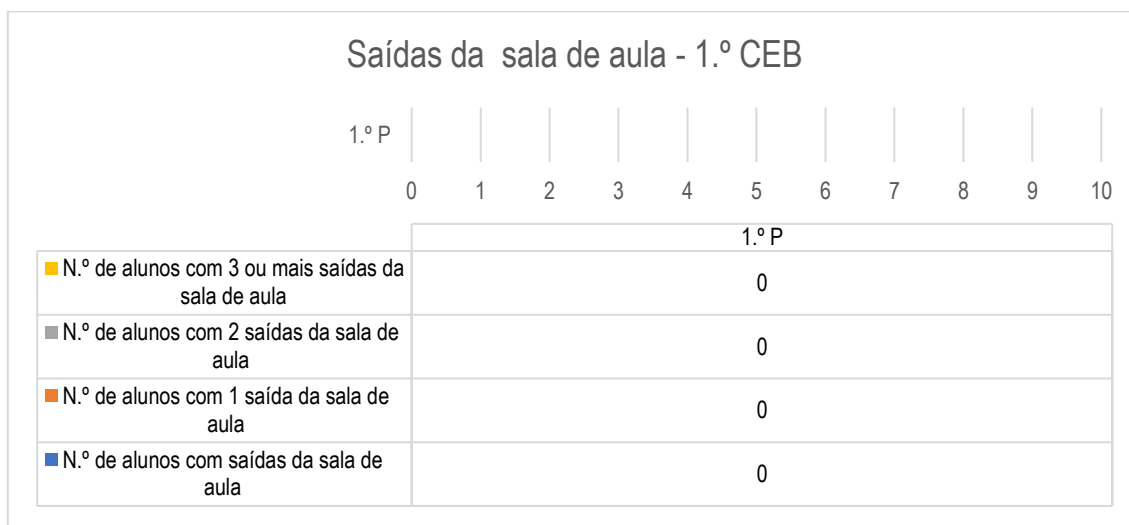 Saídas da sala de aula - 1.º CEB
1.º P
0 1 2 3 4 5 6 7 8 9 10
1.º P
N.º de alunos com 3 ou mais saídas da
sala de aula
0
N.º de alunos com 2 saídas da sala de
aula
0
N.º de alunos com 1 saída da sala de
aula
0
N.º de alunos com saídas da sala de
aula
0